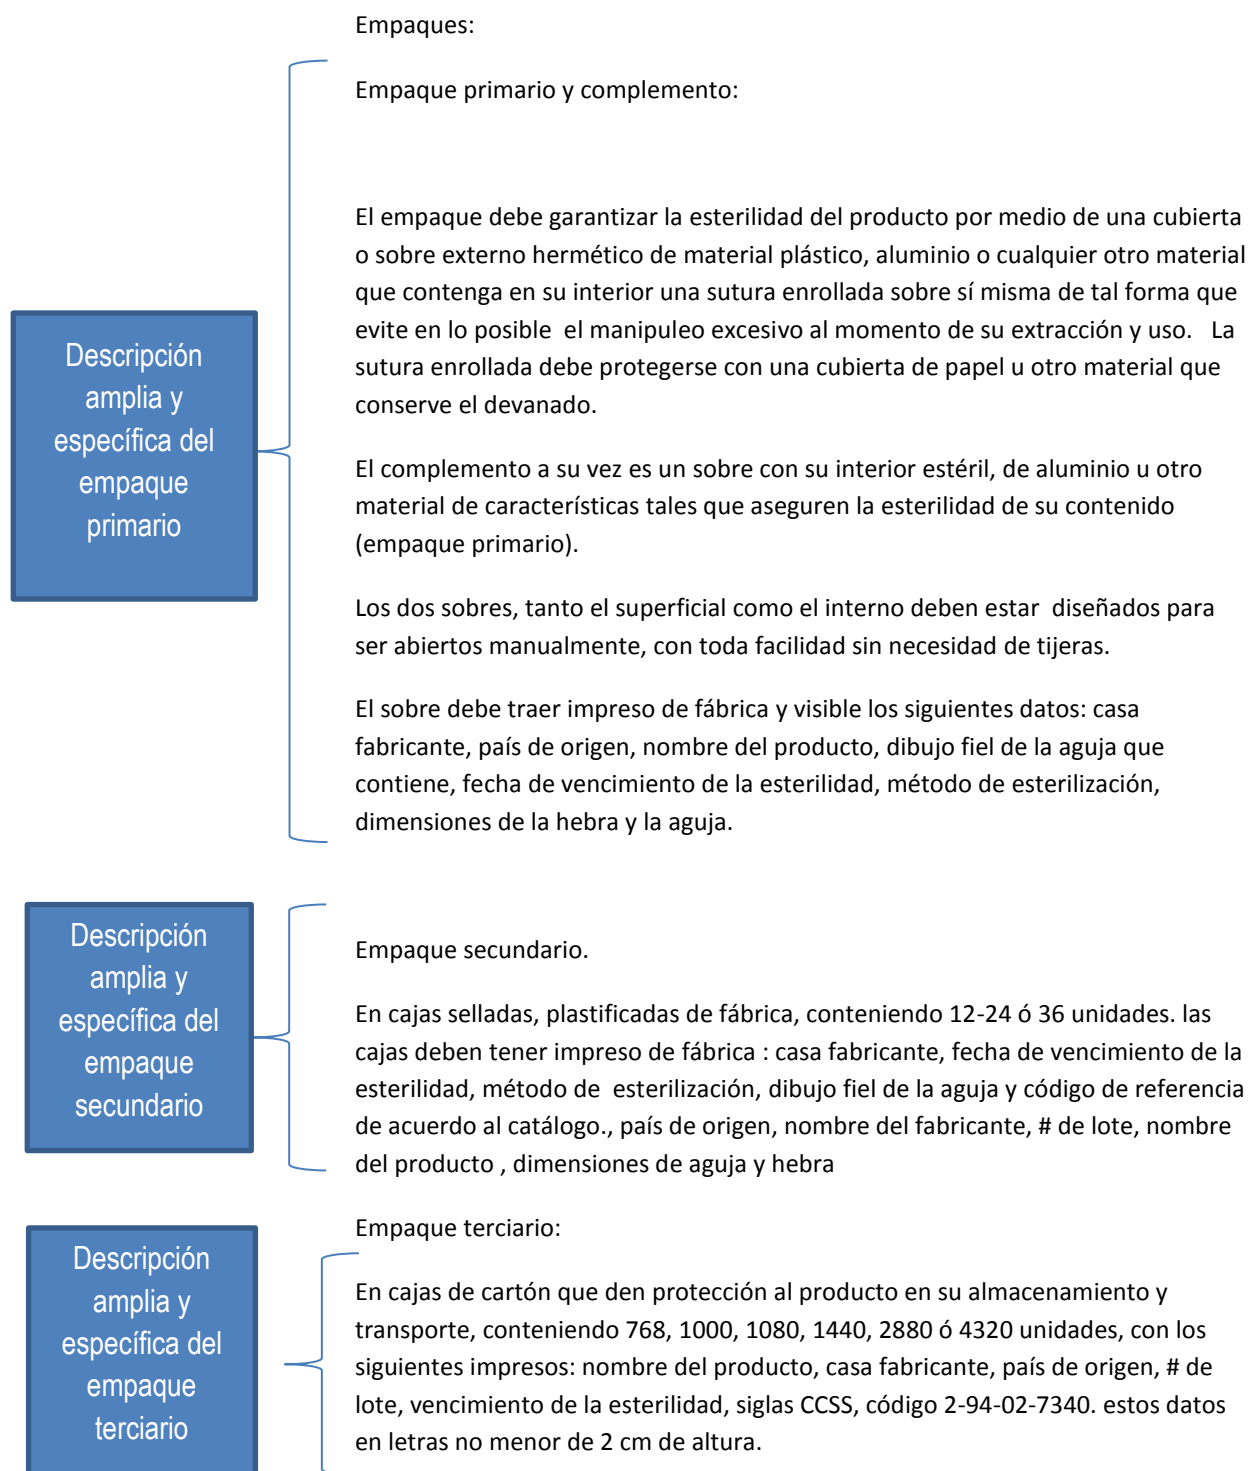 Empaques:
Empaque primario y complemento:
El empaque debe garantizar la esterilidad del producto por medio de una cubierta
o sobre externo hermético de material plástico, aluminio o cualquier otro material
que contenga en su interior una sutura enrollada sobre sí misma de tal forma que
evite en lo posible el manipuleo excesivo al momento de su extracción y uso. La
sutura enrollada debe protegerse con una cubierta de papel u otro material que
conserve el devanado.
El complemento a su vez es un sobre con su interior estéril, de aluminio u otro
material de características tales que aseguren la esterilidad de su contenido
(empaque primario).
Los dos sobres, tanto el superficial como el interno deben estar diseñados para
ser abiertos manualmente, con toda facilidad sin necesidad de tijeras.
El sobre debe traer impreso de fábrica y visible los siguientes datos: casa
fabricante, país de origen, nombre del producto, dibujo fiel de la aguja que
contiene, fecha de vencimiento de la esterilidad, método de esterilización,
dimensiones de la hebra y la aguja.
Descripción
amplia y
específica del
empaque
primario
Empaque secundario.
En cajas selladas, plastificadas de fábrica, conteniendo 12-24 ó 36 unidades. las
cajas deben tener impreso de fábrica : casa fabricante, fecha de vencimiento de la
esterilidad, método de esterilización, dibujo fiel de la aguja y código de referencia
de acuerdo al catálogo., país de origen, nombre del fabricante, # de lote, nombre
del producto , dimensiones de aguja y hebra
Descripción
amplia y
específica del
empaque
secundario
Empaque terciario:
En cajas de cartón que den protección al producto en su almacenamiento y
transporte, conteniendo 768, 1000, 1080, 1440, 2880 ó 4320 unidades, con los
siguientes impresos: nombre del producto, casa fabricante, país de origen, # de
lote, vencimiento de la esterilidad, siglas CCSS, código 2-94-02-7340. estos datos
en letras no menor de 2 cm de altura.
Descripción
amplia y
específica del
empaque
terciario